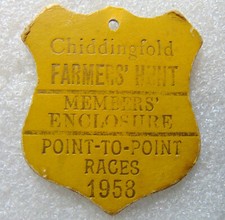 Chiddingfold
FARMERS' HUNT
MEMBERS'
ENCLOSURE
POINT-TO-POINT
RACES
1958